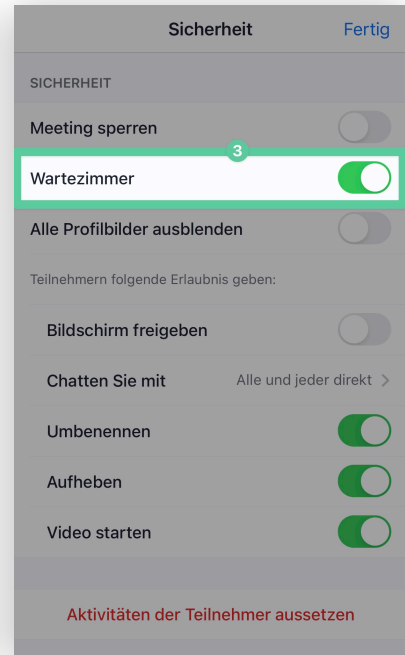 Sicherheit Fertig
SICHERHEIT
Meeting sperren
3
Wartezimmer
Alle Profilbilder ausblenden
Teilnehmern folgende Erlaubnis geben:
Bildschirm freigeben
Chatten Sie mit Alle und jeder direkt >
Umbenennen
Aufheben
Video starten
Aktivitäten der Teilnehmer aussetzen